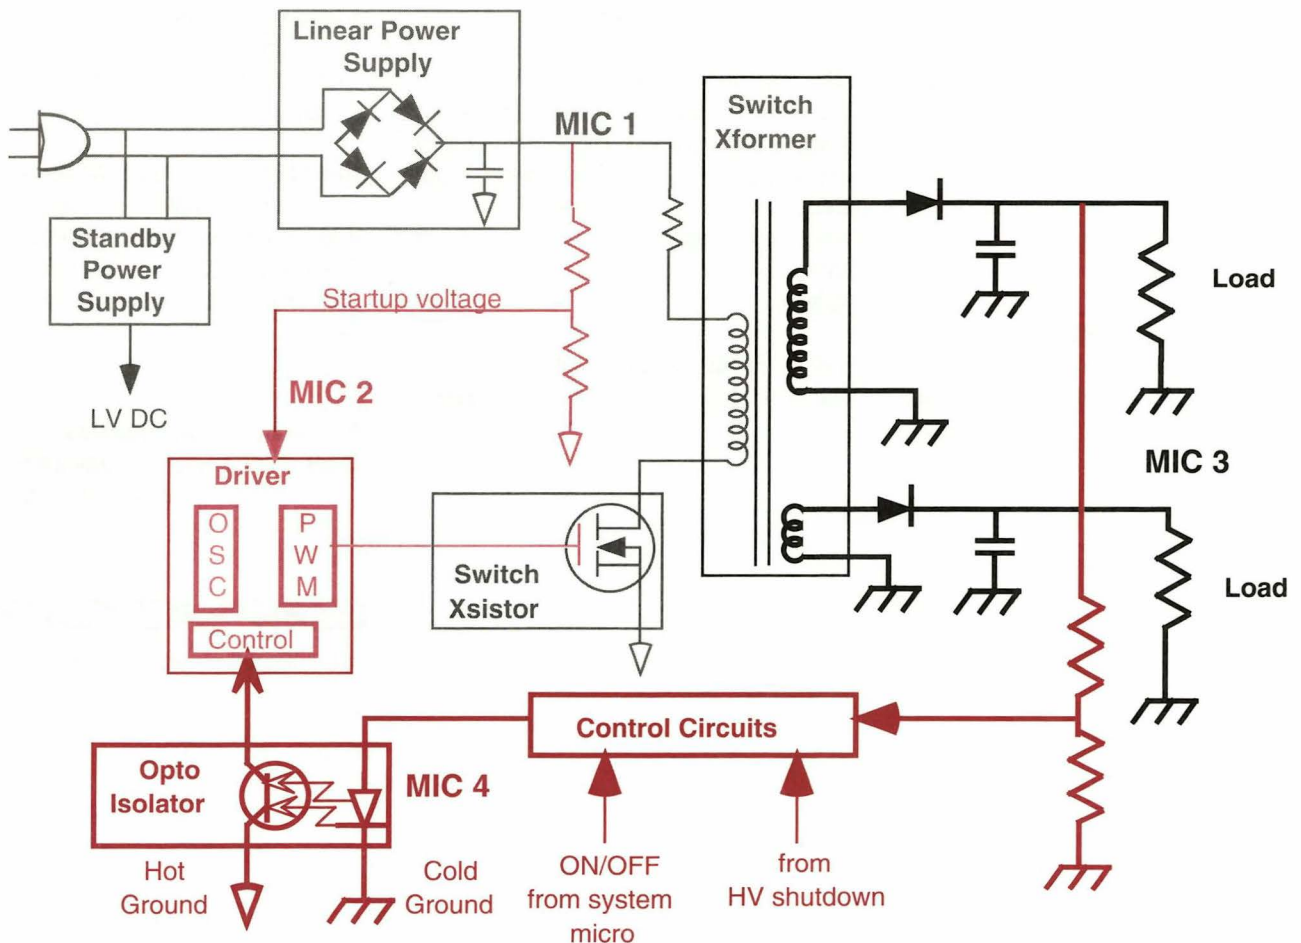 Linear Power
Supply
MIC 1
Switch
Xformer
Standby
Power
Supply
Startup voltage
Load
LV DC
MIC 2
MIC 3
Driver
O
S
C
P
W
M
Switch
Xsistor
Load
Control
Control Circuits
Opto
Isolator
MIC 4
Hot
Ground
Cold
Ground
ON/OFF
from system
micro
from
HV shutdown